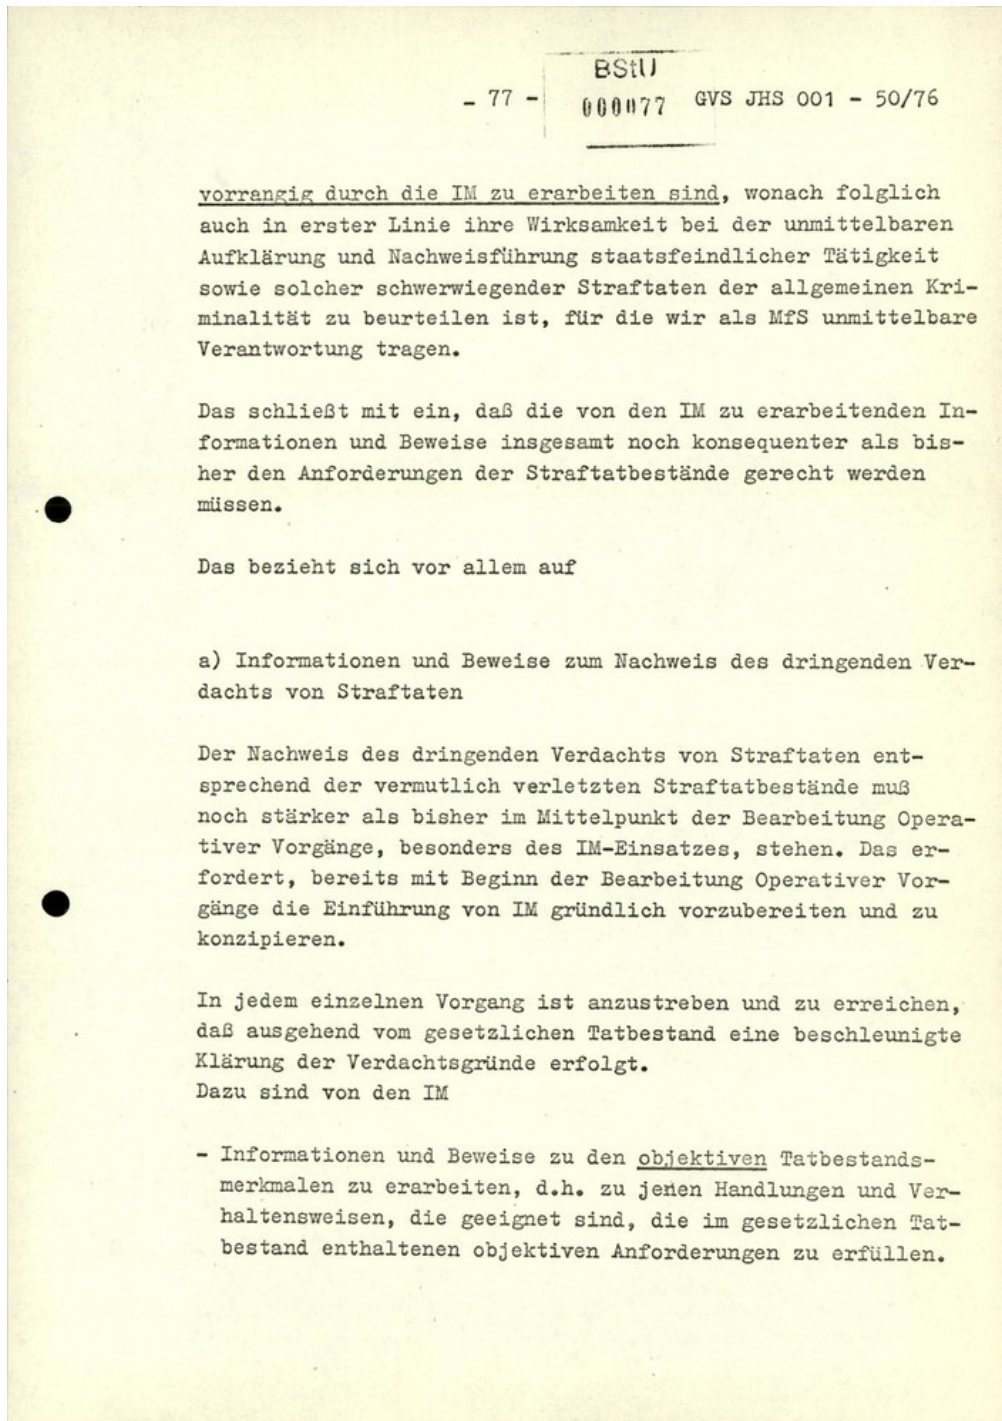 BStU
- 77 - 000077 GVS JHS 001 - 50/76
vorrangig durch die IM zu erarbeiten sind, wonach folglich
auch in erster Linie ihre Wirksamkeit bei der unmittelbaren
Aufklärung und Nachweisführung staatsfeindlicher Tätigkeit
sowie solcher schwerwiegender Straftaten der allgemeinen Kri-
minalität zu beurteilen ist, für die wir als MfS unmittelbare
Verantwortung tragen.
Das schließt mit ein, daß die von den IM zu erarbeitenden In-
formationen und Beweise insgesamt noch konsequenter als bis-
her den Anforderungen der Straftatbestände gerecht werden
müssen.
Das bezieht sich vor allem auf
a) Informationen und Beweise zum Nachweis des dringenden Ver-
dachts von Straftaten
Der Nachweis des dringenden Verdachts von Straftaten ent-
sprechend der vermutlich verletzten Straftatbestände muß
noch stärker als bisher im Mittelpunkt der Bearbeitung Opera-
tiver Vorgänge, besonders des IM-Einsatzes, stehen. Das er-
fordert, bereits mit Beginn der Bearbeitung Operativer Vor-
gänge die Einführung von IM gründlich vorzubereiten und zu
konzipieren.
In jedem einzelnen Vorgang ist anzustreben und zu erreichen,
daß ausgehend vom gesetzlichen Tatbestand eine beschleunigte
Klärung der Verdachtsgründe erfolgt.
Dazu sind von den IM
- Informationen und Beweise zu den objektiven Tatbestands-
merkmalen zu erarbeiten, d.h. zu jenen Handlungen und Ver-
haltensweisen, die geeignet sind, die im gesetzlichen Tat-
bestand enthaltenen objektiven Anforderungen zu erfüllen.